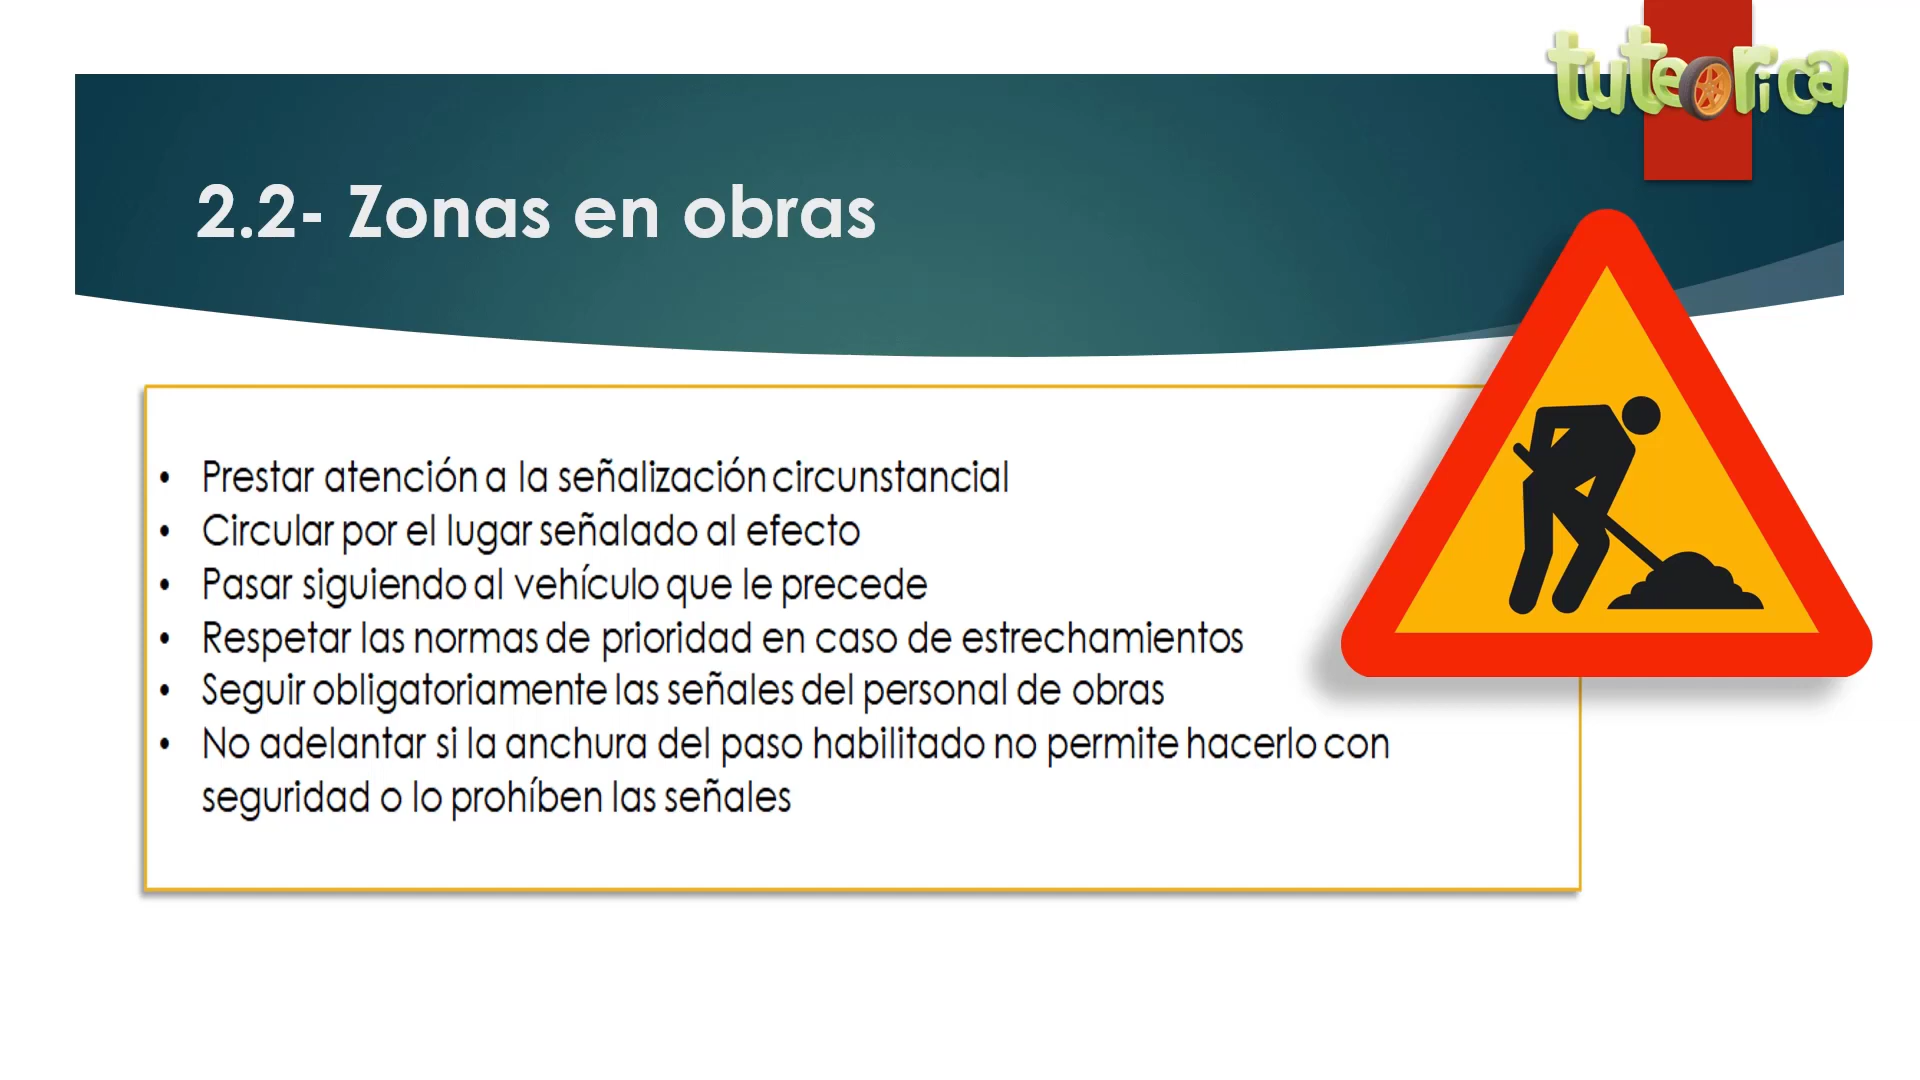 tuteorica
2.2- Zonas en obras
• Prestar atención a la señalización circunstancial
• Circular por el lugar señalado al efecto
• Pasar siguiendo al vehículo que le precede
• Respetar las normas de prioridad en caso de estrechamientos
• Seguir obligatoriamente las señales del personal de obras
• No adelantar si la anchura del paso habilitado no permite hacerlo con
seguridad o lo prohíben las señales